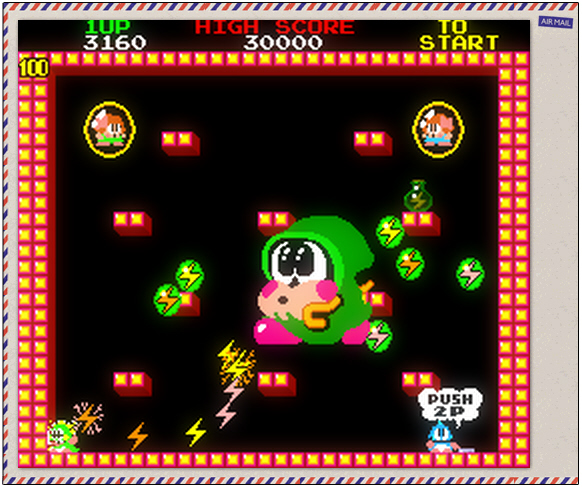 1UP HIGH SCORE TO
3160 30000 START
100
PUSH
2P
AIR MAIL